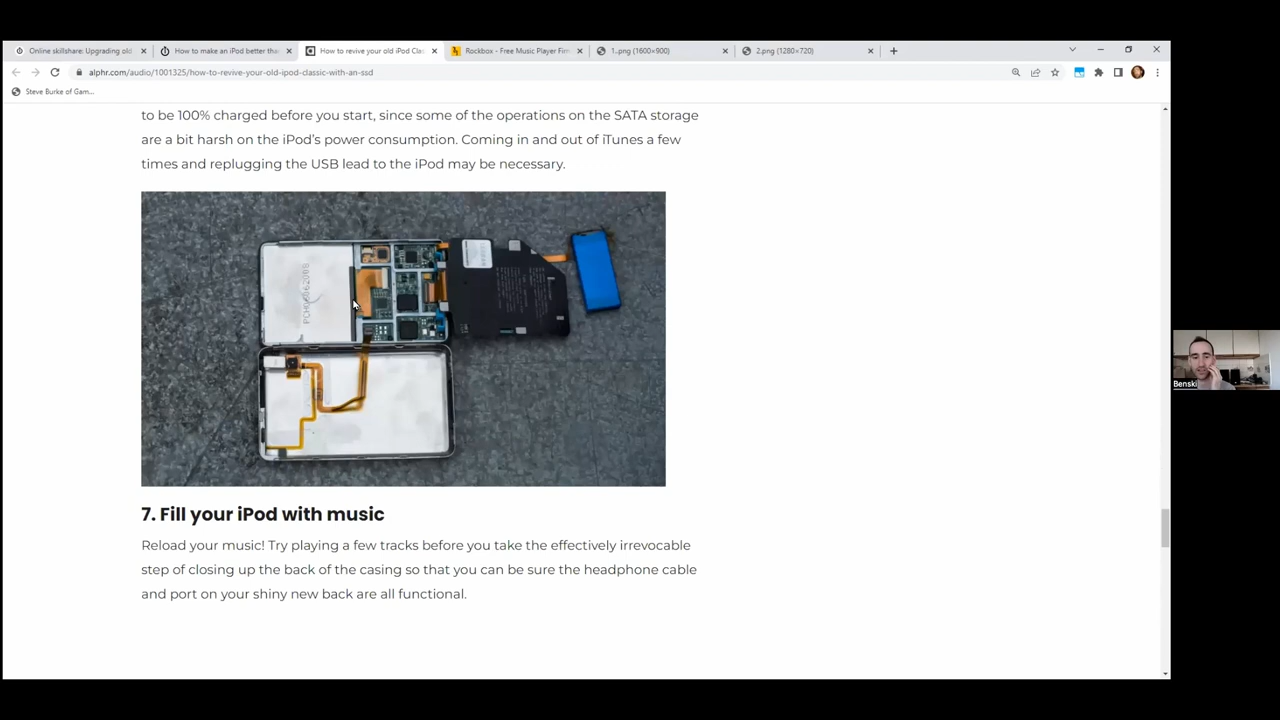 Online skillshare: Upgrading old
How to make an iPod better tha
How to revive your old iPod Clas
Rockbox - Free Music Player Firm
1.png (1600×900)
2.png (1280×720)
alphr.com/audio/1001325/how-to-revive-your-old-ipod-classic-with-an-ssd
Steve Burke of Gam...
to be 100% charged before you start, since some of the operations on the SATA storage
are a bit harsh on the iPod's power consumption. Coming in and out of iTunes a few
times and replugging the USB lead to the iPod may be necessary.
7. Fill your iPod with music
Reload your music! Try playing a few tracks before you take the effectively irrevocable
step of closing up the back of the casing so that you can be sure the headphone cable
and port on your shiny new back are all functional.
Benski